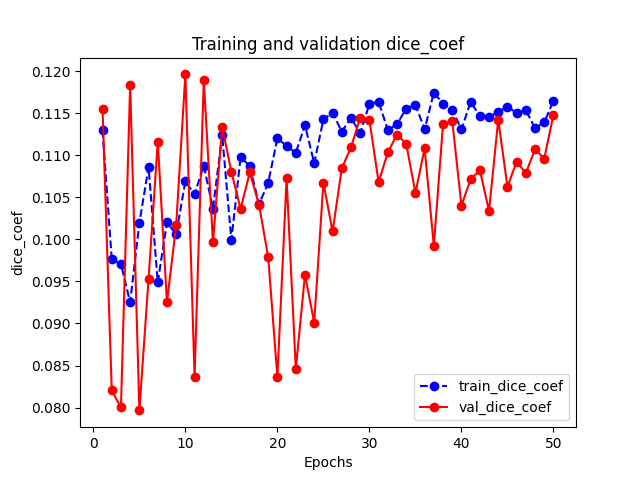 Training and validation dice_coef
0.120
0.115
0.110
0.105
0.100
0.095
0.090
0.085
0.080
dice_coef
0 10 20 30 40 50
Epochs
train_dice_coef
val_dice_coef